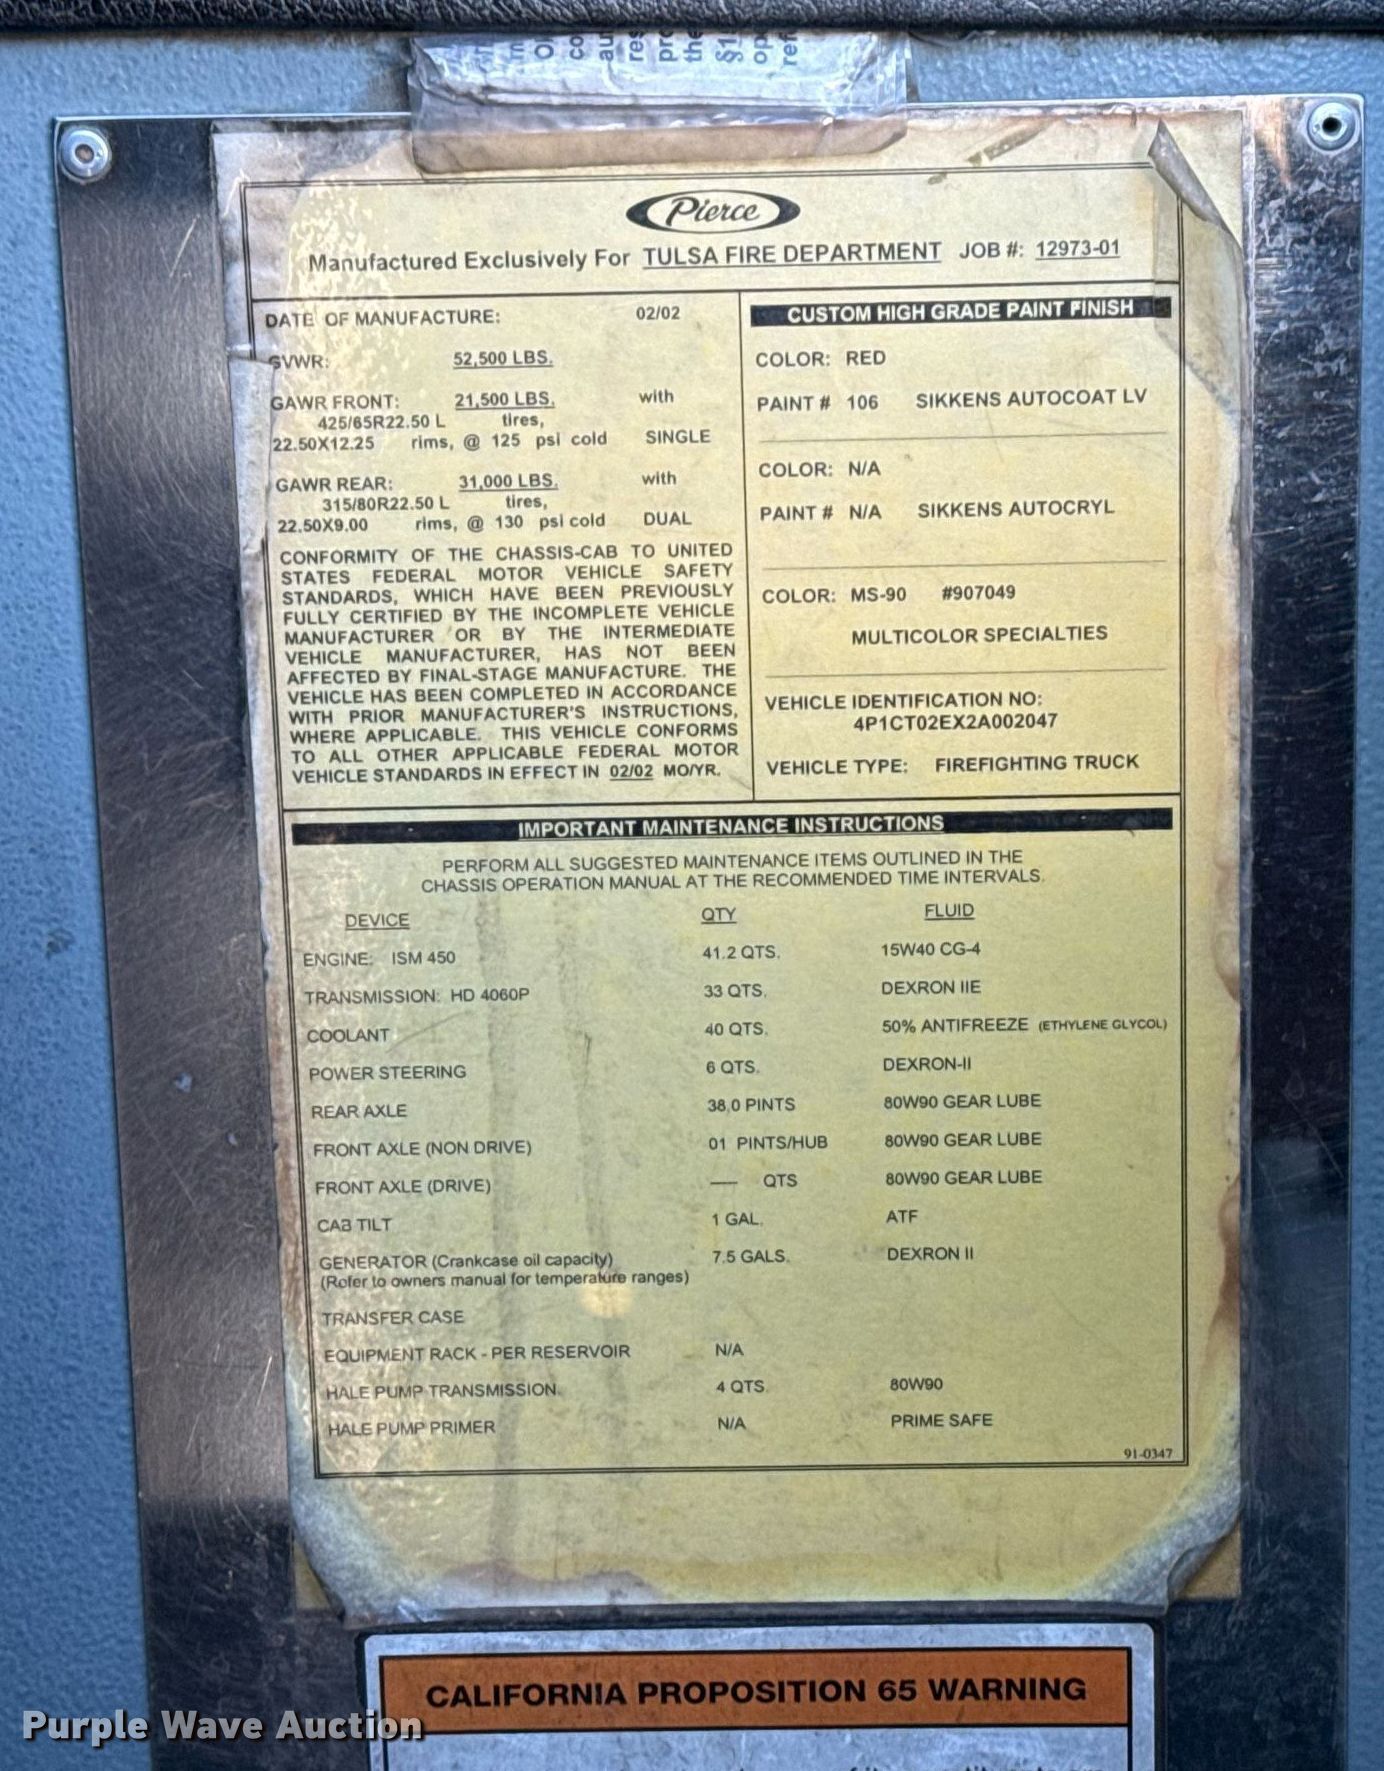 co
res
the
Pierce
Manufactured Exclusively For TULSA FIRE DEPARTMENT JOB #: 12973-01
DATE OF MANUFACTURE: 02/02
GVWR: 52,500 LBS.
GAWR FRONT: 21,500 LBS. with
425/65R22.50 L tires,
22.50X12.25 rims, @ 125 psi cold SINGLE
GAWR REAR: 31,000 LBS. with
315/80R22.50 L tires,
22.50X9.00 rims, @ 130 psi cold DUAL
CONFORMITY OF THE CHASSIS-CAB TO UNITED
STATES FEDERAL MOTOR VEHICLE SAFETY
STANDARDS, WHICH HAVE BEEN PREVIOUSLY
FULLY CERTIFIED BY THE INCOMPLETE VEHICLE
MANUFACTURER OR BY THE INTERMEDIATE
VEHICLE MANUFACTURER, HAS NOT BEEN
AFFECTED BY FINAL-STAGE MANUFACTURE. THE
VEHICLE HAS BEEN COMPLETED IN ACCORDANCE
WITH PRIOR MANUFACTURER'S INSTRUCTIONS,
WHERE APPLICABLE. THIS VEHICLE CONFORMS
TO ALL OTHER APPLICABLE FEDERAL MOTOR
VEHICLE STANDARDS IN EFFECT IN 02/02 MO/YR.
CUSTOM HIGH GRADE PAINT FINISH
COLOR: RED
PAINT # 106 SIKKENS AUTOCOAT LV
COLOR: N/A
PAINT # N/A SIKKENS AUTOCRYL
COLOR: MS-90 #907049
MULTICOLOR SPECIALTIES
VEHICLE IDENTIFICATION NO:
4P1CT02EX2A002047
VEHICLE TYPE: FIREFIGHTING TRUCK
IMPORTANT MAINTENANCE INSTRUCTIONS
PERFORM ALL SUGGESTED MAINTENANCE ITEMS OUTLINED IN THE
CHASSIS OPERATION MANUAL AT THE RECOMMENDED TIME INTERVALS.
DEVICE QTY FLUID
ENGINE: ISM 450 41.2 QTS. 15W40 CG-4
TRANSMISSION: HD 4060P 33 QTS. DEXRON IIE
COOLANT 40 QTS. 50% ANTIFREEZE (ETHYLENE GLYCOL)
POWER STEERING 6 QTS. DEXRON-II
REAR AXLE 38.0 PINTS 80W90 GEAR LUBE
FRONT AXLE (NON DRIVE) 01 PINTS/HUB 80W90 GEAR LUBE
FRONT AXLE (DRIVE) — QTS 80W90 GEAR LUBE
CAB TILT 1 GAL. ATF
GENERATOR (Crankcase oil capacity) 7.5 GALS. DEXRON II
(Refer to owners manual for temperature ranges)
TRANSFER CASE
EQUIPMENT RACK - PER RESERVOIR N/A
HALE PUMP TRANSMISSION 4 QTS 80W90
HALE PUMP PRIMER N/A PRIME SAFE
91-0347
CALIFORNIA PROPOSITION 65 WARNING
Purple Wave Auction